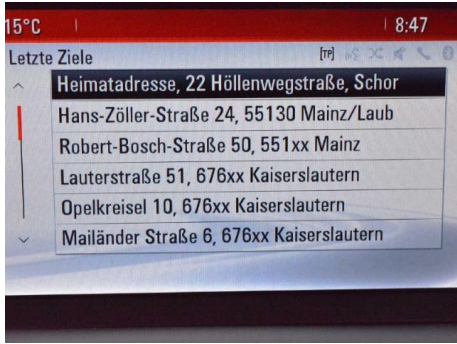 15°C 8:47
Letzte Ziele [TP]
Heimatadresse, 22 Höllenwegstraße, Schor
Hans-Zöller-Straße 24, 55130 Mainz/Laub
Robert-Bosch-Straße 50, 551xx Mainz
Lauterstraße 51, 676xx Kaiserslautern
Opelkreisel 10, 676xx Kaiserslautern
Mailänder Straße 6, 676xx Kaiserslautern